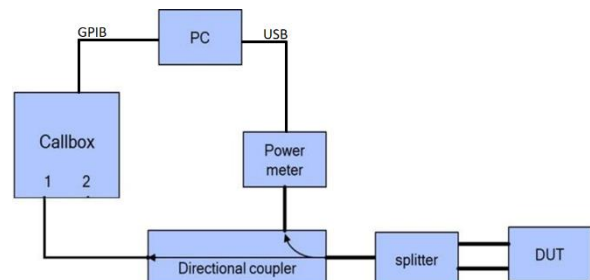 GPIB
PC
USB
Callbox
1 2
Power
meter
Directional coupler
splitter
DUT